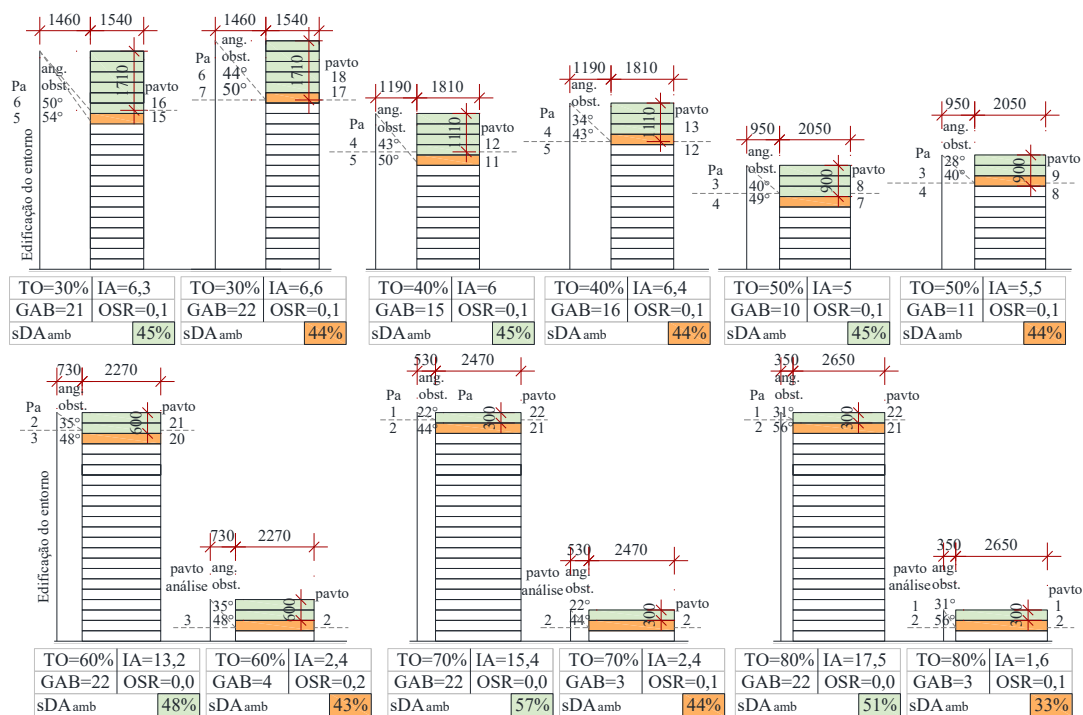 1460 1540
ang. obst.
Pa pavto
6 50° 16
5 54° 15
1710
Edificação do entorno
TO=30% IA=6,3
GAB=21 OSR=0,1
sDA amb 45%
1460 1540
ang. obst.
Pa pavto
6 44° 18
7 50° 17
1710
TO=30% IA=6,6
GAB=22 OSR=0,1
sDA amb 44%
1190 1810
ang. obst.
Pa pavto
4 43° 12
5 50° 11
1110
TO=40% IA=6
GAB=15 OSR=0,1
sDA amb 45%
1190 1810
ang. obst.
Pa pavto
34°
4 43° 13
5 12
1110
TO=40% IA=6,4
GAB=16 OSR=0,1
sDA amb 44%
950 2050
ang. obst.
Pa pavto
3 40° 8
4 49° 7
900
TO=50% IA=5
GAB=10 OSR=0,1
sDA amb 45%
950 2050
ang. obst.
Pa pavto
28°
3 40° 9
4 8
900
TO=50% IA=5,5
GAB=11 OSR=0,1
sDA amb 44%
730 2270
ang. obst.
Pa pavto
2 35° 21
3 48° 20
600
Edificação do entorno
TO=60% IA=13,2
GAB=22 OSR=0,0
sDA amb 48%
730 2270
pavto análise
ang. obst.
pavto
35°
3 48° 2
600
TO=60% IA=2,4
GAB=4 OSR=0,2
sDA amb 43%
530 2470
ang. obst.
Pa
pavto
1 22° 22
2 44° 21
300
TO=70% IA=15,4
GAB=22 OSR=0,0
sDA amb 57%
530 2470
pavto análise
ang. obst.
pavto
22°
2 44° 2
300
TO=70% IA=2,4
GAB=3 OSR=0,1
sDA amb 44%
350 2650
ang. obst.
Pa pavto
1 31° 22
2 56° 21
300
TO=80% IA=17,5
GAB=22 OSR=0,0
sDA amb 51%
350 2650
pavto análise
ang. obst.
pavto
1 31° 1
2 56° 2
300
TO=80% IA=1,6
GAB=3 OSR=0,1
sDA amb 33%